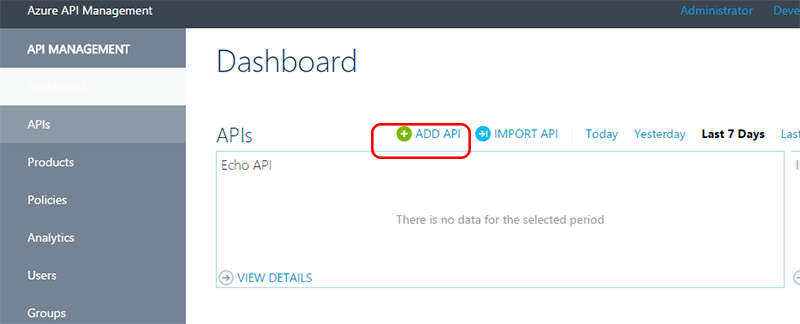 Azure API Management
Administrator
Deve
API MANAGEMENT
Dashboard
APIs
Products
Policies
Analytics
Users
Groups
Dashboard
APIs
ADD API
IMPORT API
Today
Yesterday
Last 7 Days
Las
Echo API
There is no data for the selected period
VIEW DETAILS